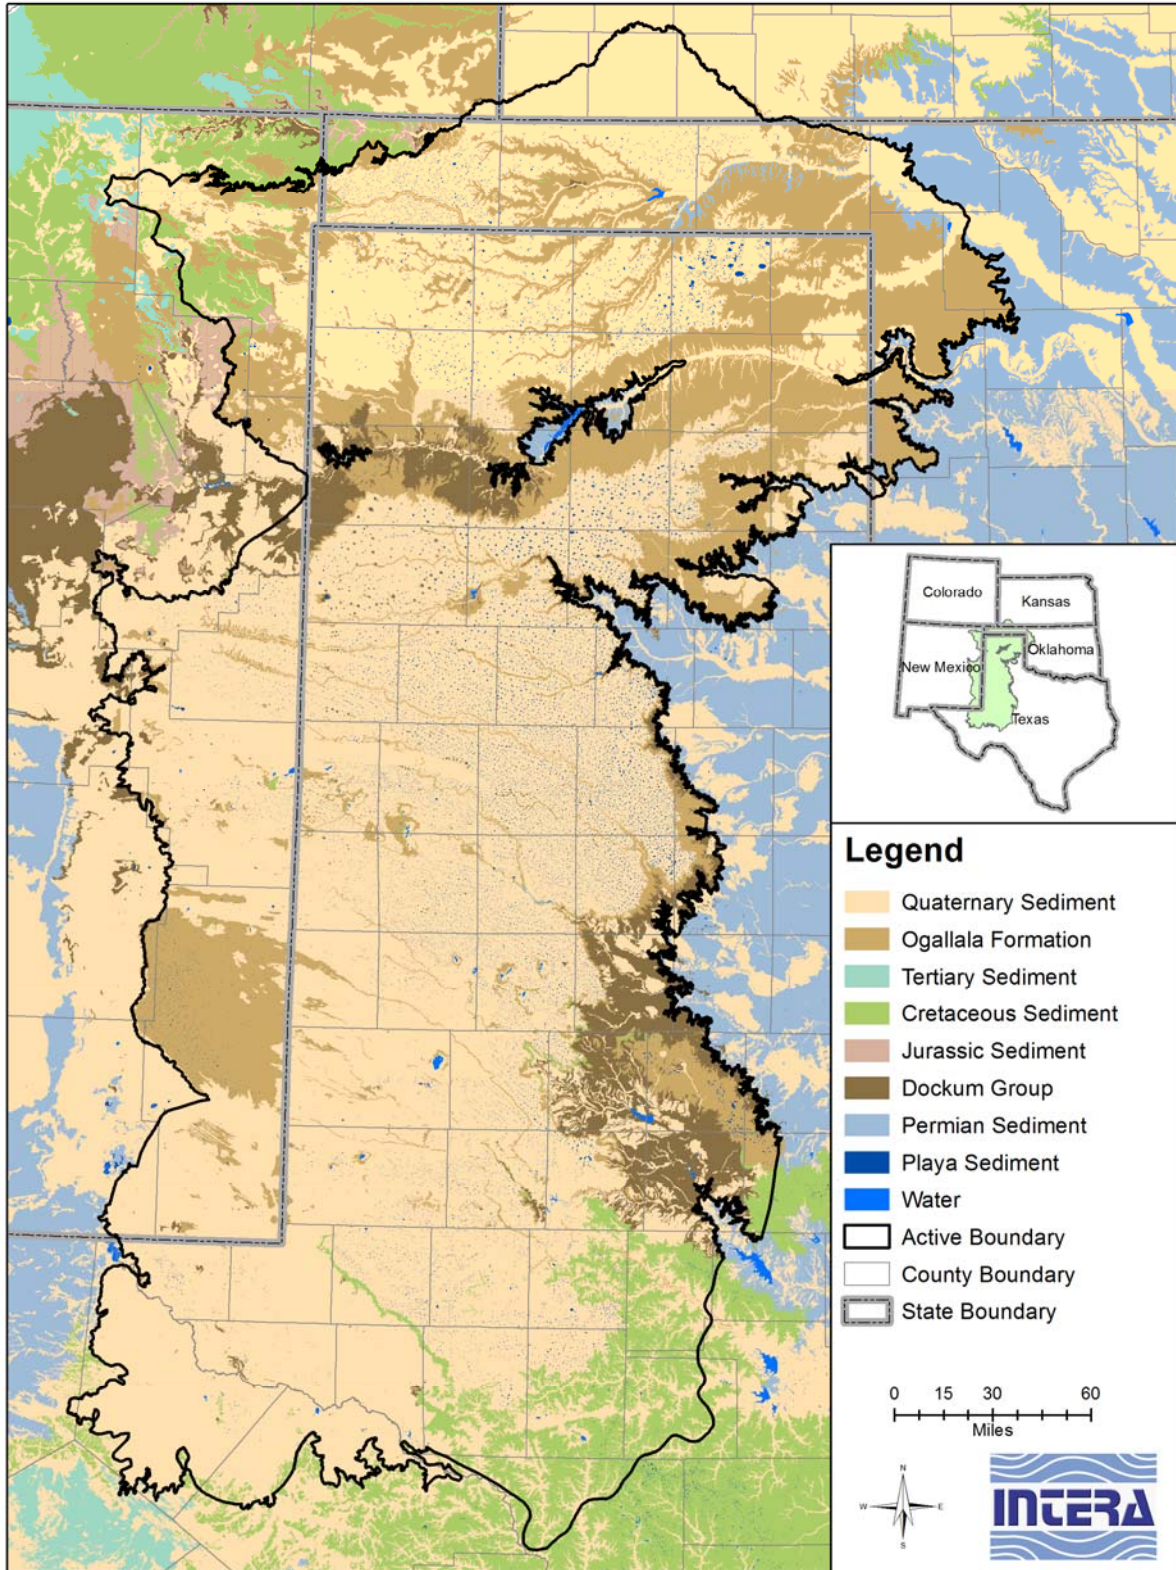 Colorado
Kansas
New Mexico
Oklahoma
Texas
Legend
Quaternary Sediment
Ogallala Formation
Tertiary Sediment
Cretaceous Sediment
Jurassic Sediment
Dockum Group
Permian Sediment
Playa Sediment
Water
Active Boundary
County Boundary
State Boundary
0 15 30 60
Miles
N
W E
S
INTERA